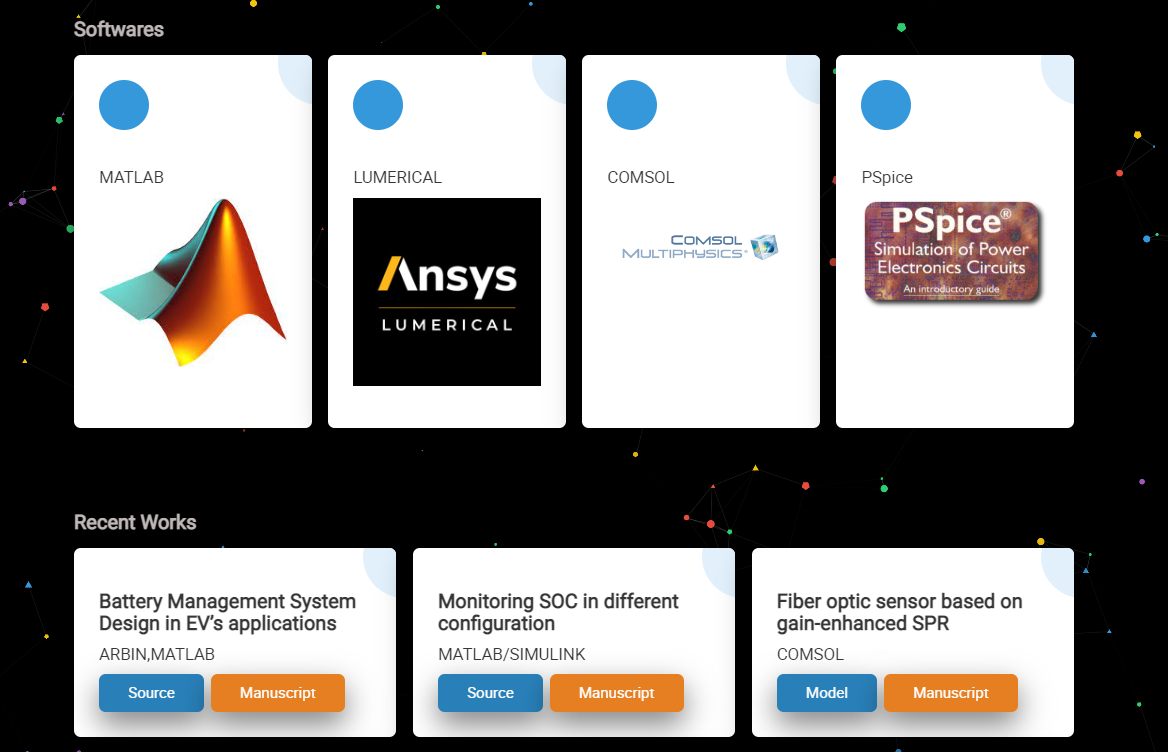 Softwares
MATLAB
LUMERICAL
COMSOL
PSpice
Ansys
LUMERICAL
COMSOL
MULTIPHYSICS
PSpice®
Simulation of Power
Electronics Circuits
An introductory guide
Recent Works
Battery Management System
Design in EV’s applications
ARBIN,MATLAB
Source
Manuscript
Monitoring SOC in different
configuration
MATLAB/SIMULINK
Source
Manuscript
Fiber optic sensor based on
gain-enhanced SPR
COMSOL
Model
Manuscript